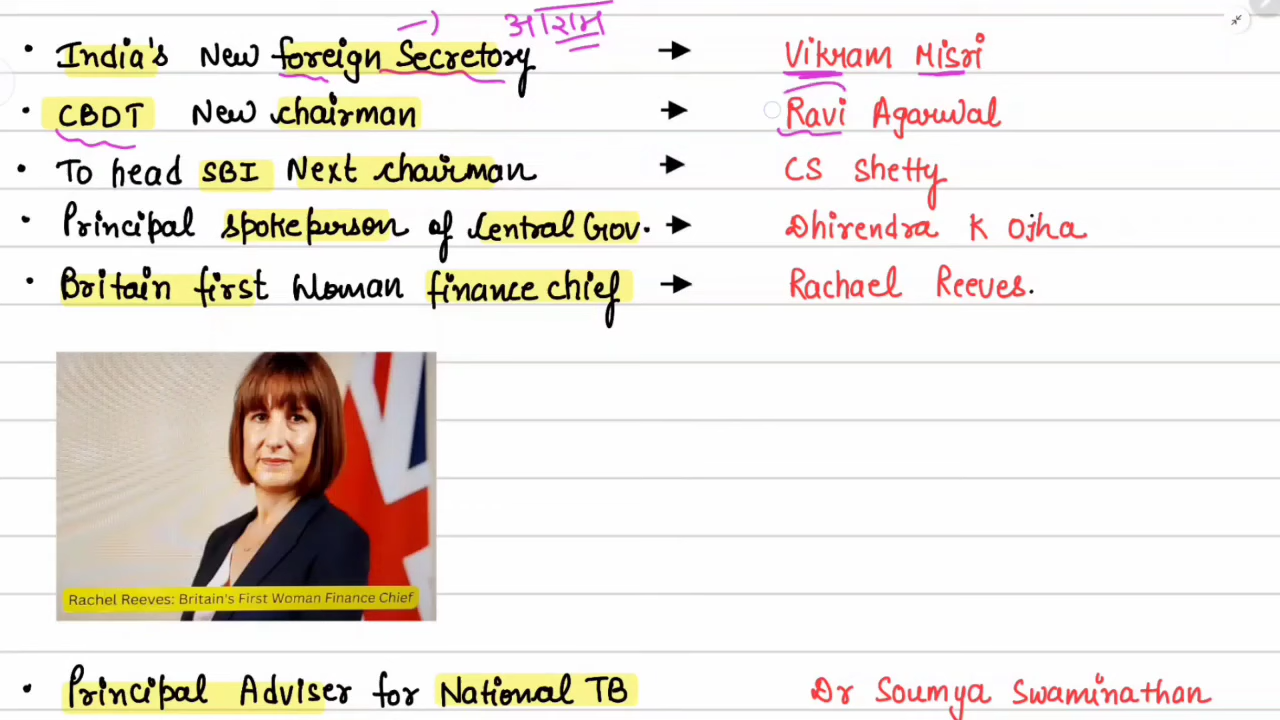 आराम
• India's New foreign Secretory → Vikram Misri
• CBDT New chairman → Ravi Agarwal
• To head SBI Next chairman → CS Shetty
• Principal spokeperson of Central Gov. → Dhirendra K Ojha
• Britain first Woman finance chief → Rachael Reeves.
Rachel Reeves: Britain's First Woman Finance Chief
• Principal Adviser for National TB Dr Soumya Swaminathan